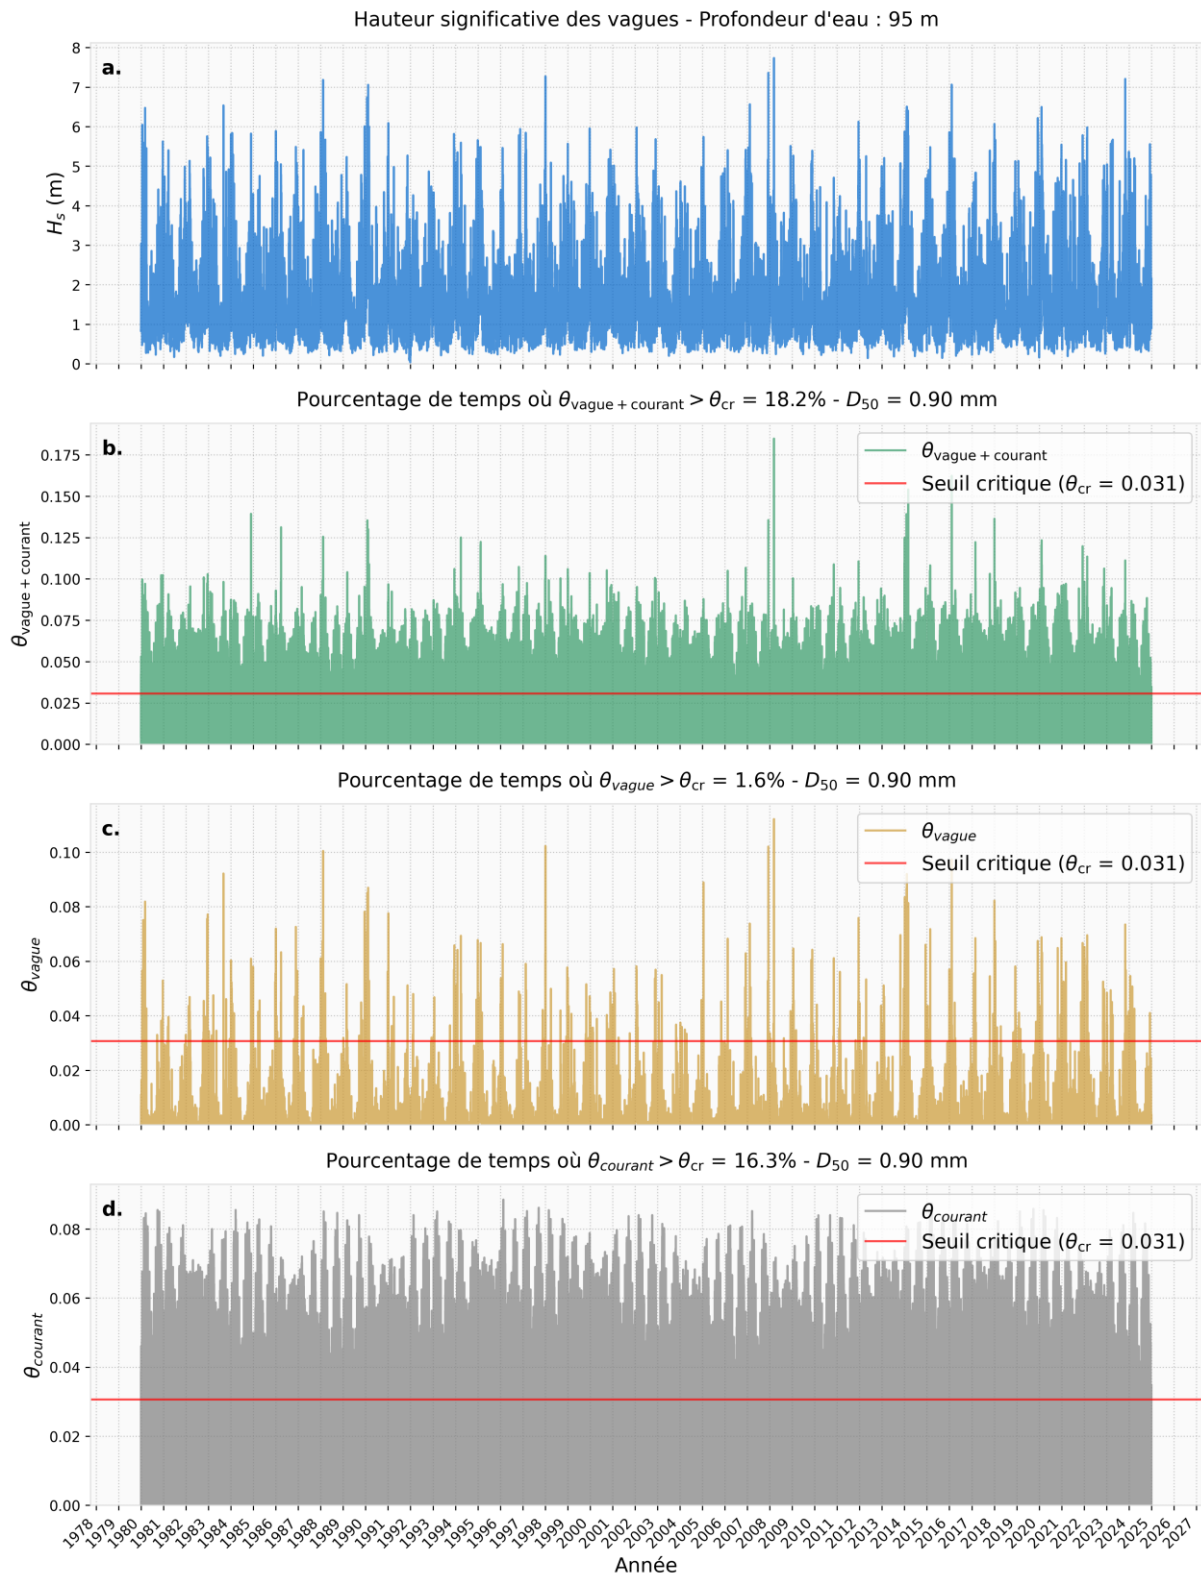 Hauteur significative des vagues - Profondeur d'eau : 95 m
a.
8
7
6
5
4
3
2
1
0
H_s (m)
Pourcentage de temps où θ_vague + courant > θ_cr = 18.2% - D_50 = 0.90 mm
b.
0.175
0.150
0.125
0.100
0.075
0.050
0.025
0.000
θ_vague + courant
θ_vague + courant
Seuil critique (θ_cr = 0.031)
Pourcentage de temps où θ_vague > θ_cr = 1.6% - D_50 = 0.90 mm
c.
0.10
0.08
0.06
0.04
0.02
0.00
θ_vague
θ_vague
Seuil critique (θ_cr = 0.031)
Pourcentage de temps où θ_courant > θ_cr = 16.3% - D_50 = 0.90 mm
d.
0.08
0.06
0.04
0.02
0.00
θ_courant
θ_courant
Seuil critique (θ_cr = 0.031)
1978 1979 1980 1981 1982 1983 1984 1985 1986 1987 1988 1989 1990 1991 1992 1993 1994 1995 1996 1997 1998 1999 2000 2001 2002 2003 2004 2005 2006 2007 2008 2009 2010 2011 2012 2013 2014 2015 2016 2017 2018 2019 2020 2021 2022 2023 2024 2025 2026 2027
Année